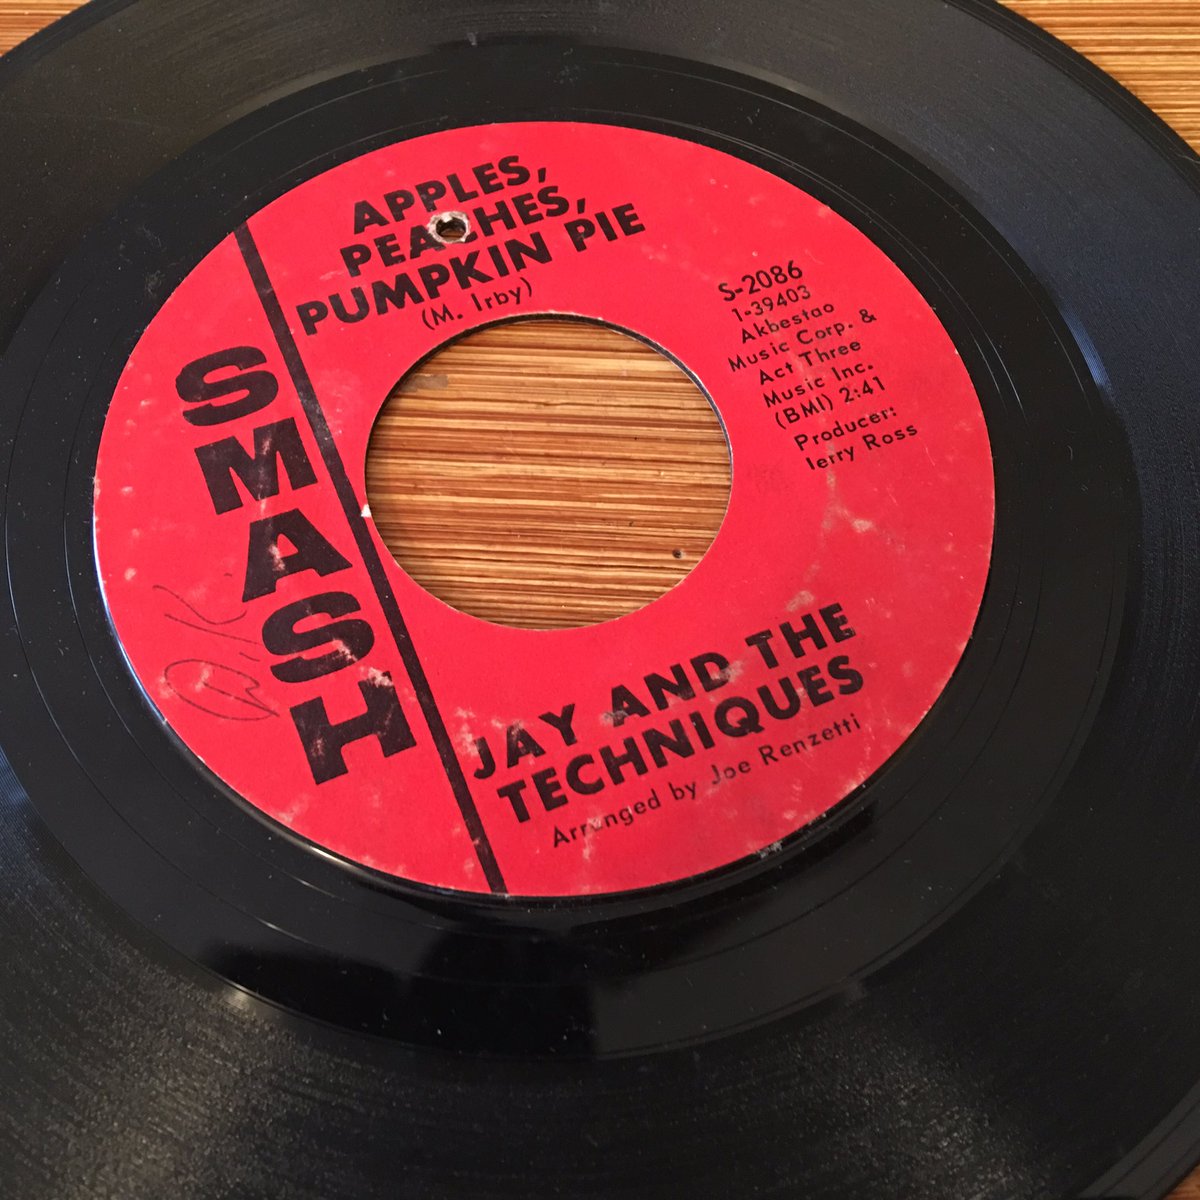 APPLES,
PEACHES,
PUMPKIN PIE
(M. Irby)
S-2086
1-39403
Akbestao
Music Corp. &
Act Three
Music Inc.
(BMI) 2:41
Producer:
Jerry Ross
SMASH
JAY AND THE
TECHNIQUES
Arranged by Joe Renzetti